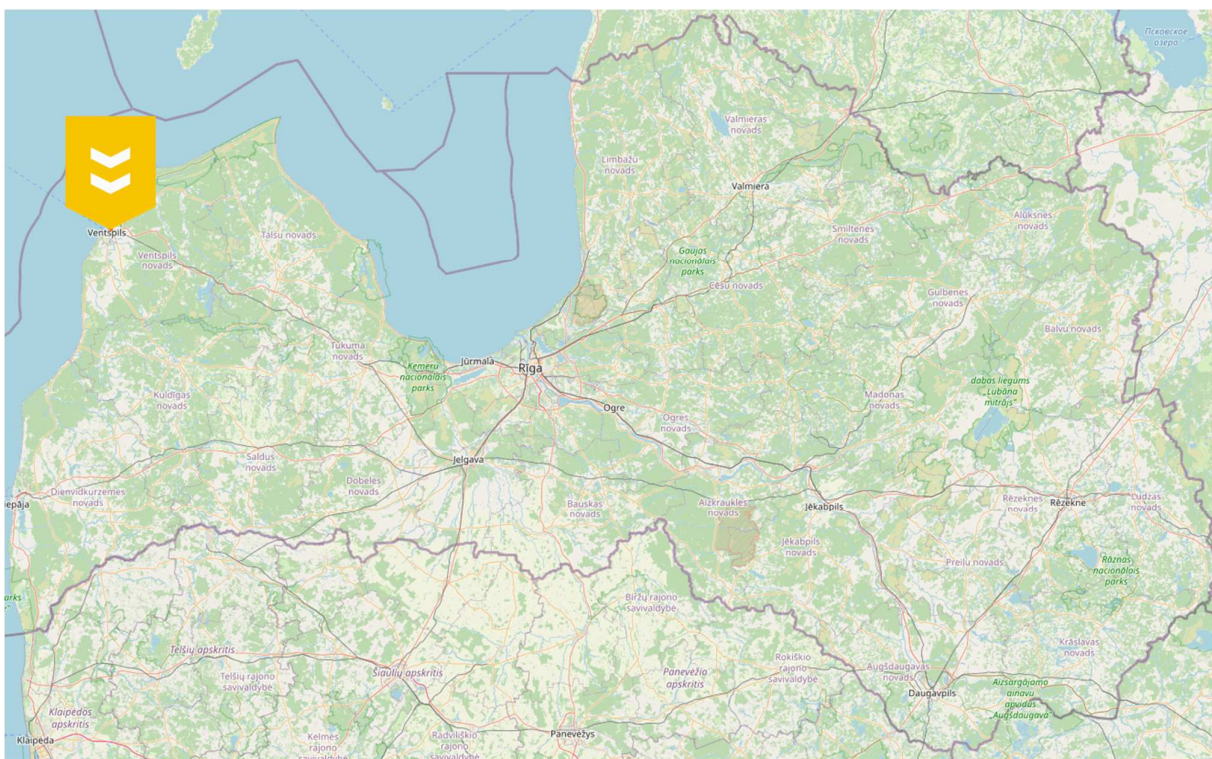 Псковское
озеро
Valmieras
novads
Limbažu
novads
Valmiera
Alūksnes
novads
Smiltenes
novads
Ventspils
Talsu novads
Ventspils
novads
Gaujas
nacionālais
parks
Cēsu novads
Gulbenes
novads
Balvu novads
Tukuma
novads
Jūrmala
Rīga
Ķemeru
nacionālais
parks
dabas liegums
„Lubāna
mitrājs“
Kuldīgas
novads
Madonas
novads
Ogre
Ogres
novads
Saldus
novads
Jelgava
Dobeles
novads
Dienvidkurzemes
novads
iepāja
Bauskas
novads
Aizkraukles
novads
Jēkabpils
Rēzeknes
novads
Rēzekne
Ludzas
novads
Jēkabpils
novads
Preiļu novads
Rāznas
nacionālais
parks
arks
Biržų rajono
savivaldybė
Krāslavas
novads
Telšių apskritis
Telšių rajono
savivaldybė
Šiaulių apskritis
Panevėžio
apskritis
Rokiškio
rajono
savivaldybė
Augšdaugavas
novads
Daugavpils
Aizsargājamo
ainavu
apvidus
„Augšdaugava“
Klaipėdos
apskritis
Klaipėda
Kelmės
rajono
savivaldybė
Radviliškio
rajono
savivaldybė
Panevėžys